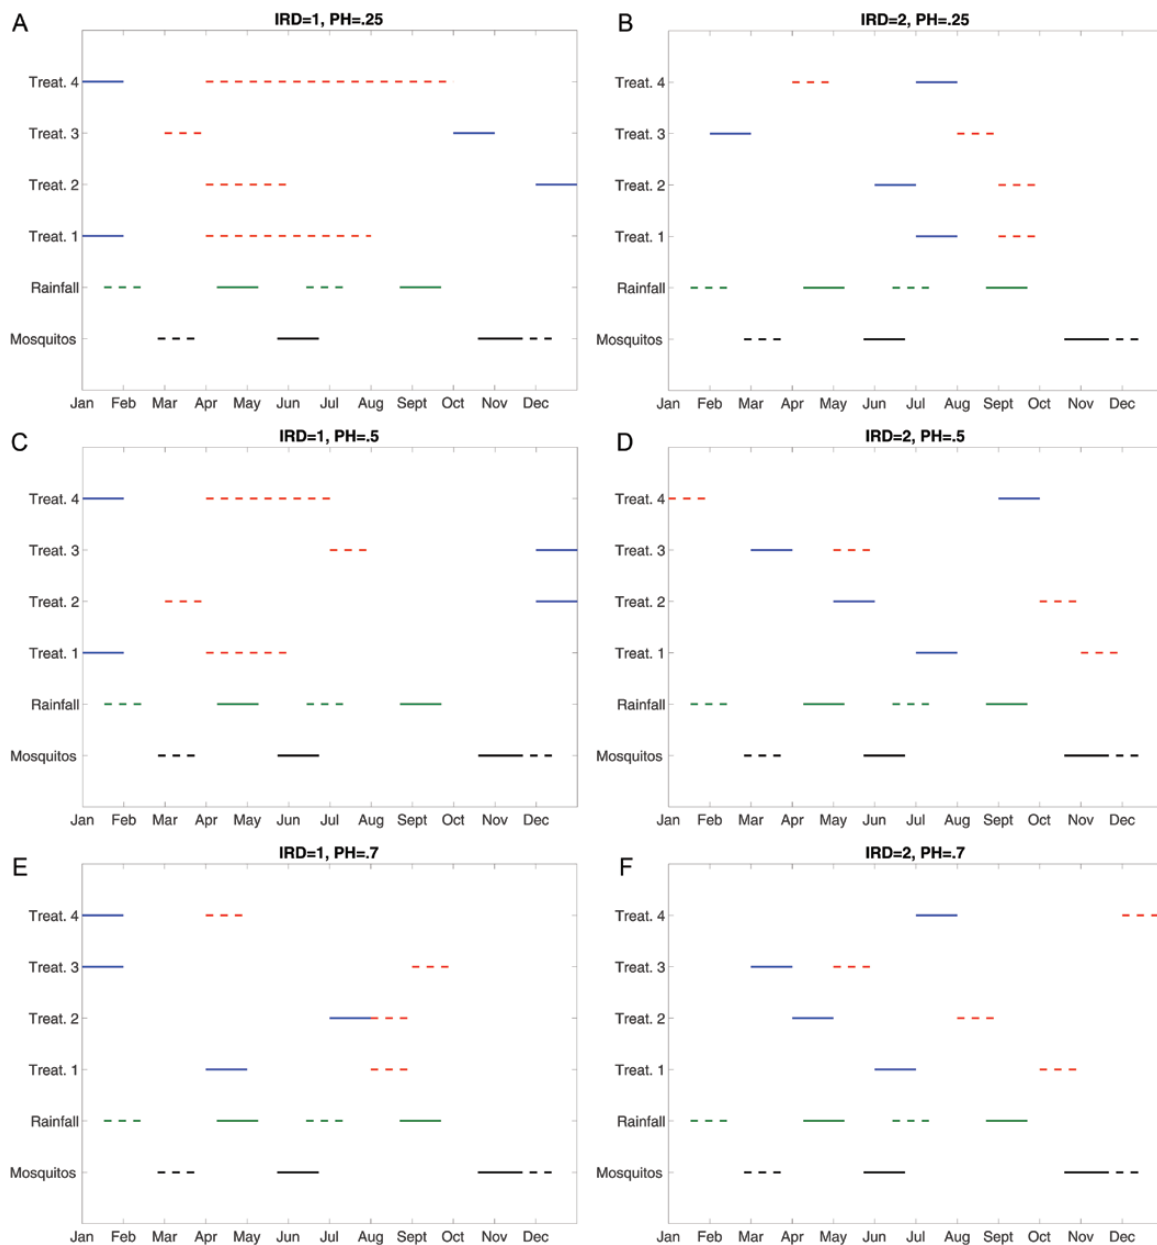 A
IRD=1, PH=.25
Treat. 4
Treat. 3
Treat. 2
Treat. 1
Rainfall
Mosquitos
Jan Feb Mar Apr May Jun Jul Aug Sept Oct Nov Dec
B
IRD=2, PH=.25
Treat. 4
Treat. 3
Treat. 2
Treat. 1
Rainfall
Mosquitos
Jan Feb Mar Apr May Jun Jul Aug Sept Oct Nov Dec
C
IRD=1, PH=.5
Treat. 4
Treat. 3
Treat. 2
Treat. 1
Rainfall
Mosquitos
Jan Feb Mar Apr May Jun Jul Aug Sept Oct Nov Dec
D
IRD=2, PH=.5
Treat. 4
Treat. 3
Treat. 2
Treat. 1
Rainfall
Mosquitos
Jan Feb Mar Apr May Jun Jul Aug Sept Oct Nov Dec
E
IRD=1, PH=.7
Treat. 4
Treat. 3
Treat. 2
Treat. 1
Rainfall
Mosquitos
Jan Feb Mar Apr May Jun Jul Aug Sept Oct Nov Dec
F
IRD=2, PH=.7
Treat. 4
Treat. 3
Treat. 2
Treat. 1
Rainfall
Mosquitos
Jan Feb Mar Apr May Jun Jul Aug Sept Oct Nov Dec